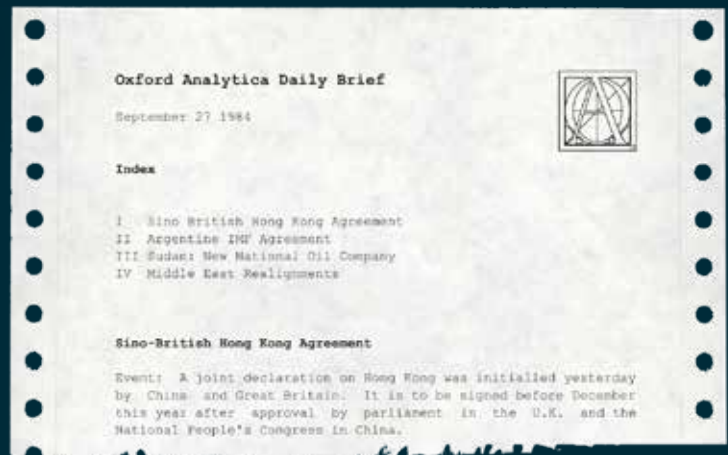 Oxford Analytica Daily Brief
September 27 1984
Index
I Sino British Hong Kong Agreement
II Argentine IMF Agreement
III Sudan: New National Oil Company
IV Middle East Realignments
Sino-British Hong Kong Agreement
Event: A joint declaration on Hong Kong was initialled yesterday
by China and Great Britain. It is to be signed before December
this year after approval by parliament in the U.K. and the
National People's Congress in China.